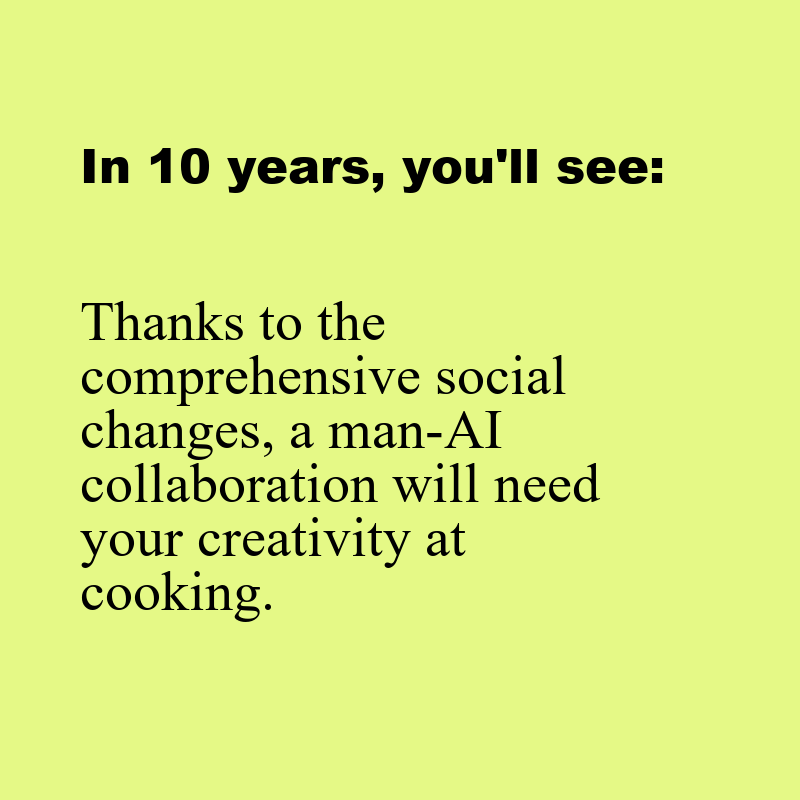 In 10 years, you'll see:
Thanks to the
comprehensive social
changes, a man-AI
collaboration will need
your creativity at
cooking.